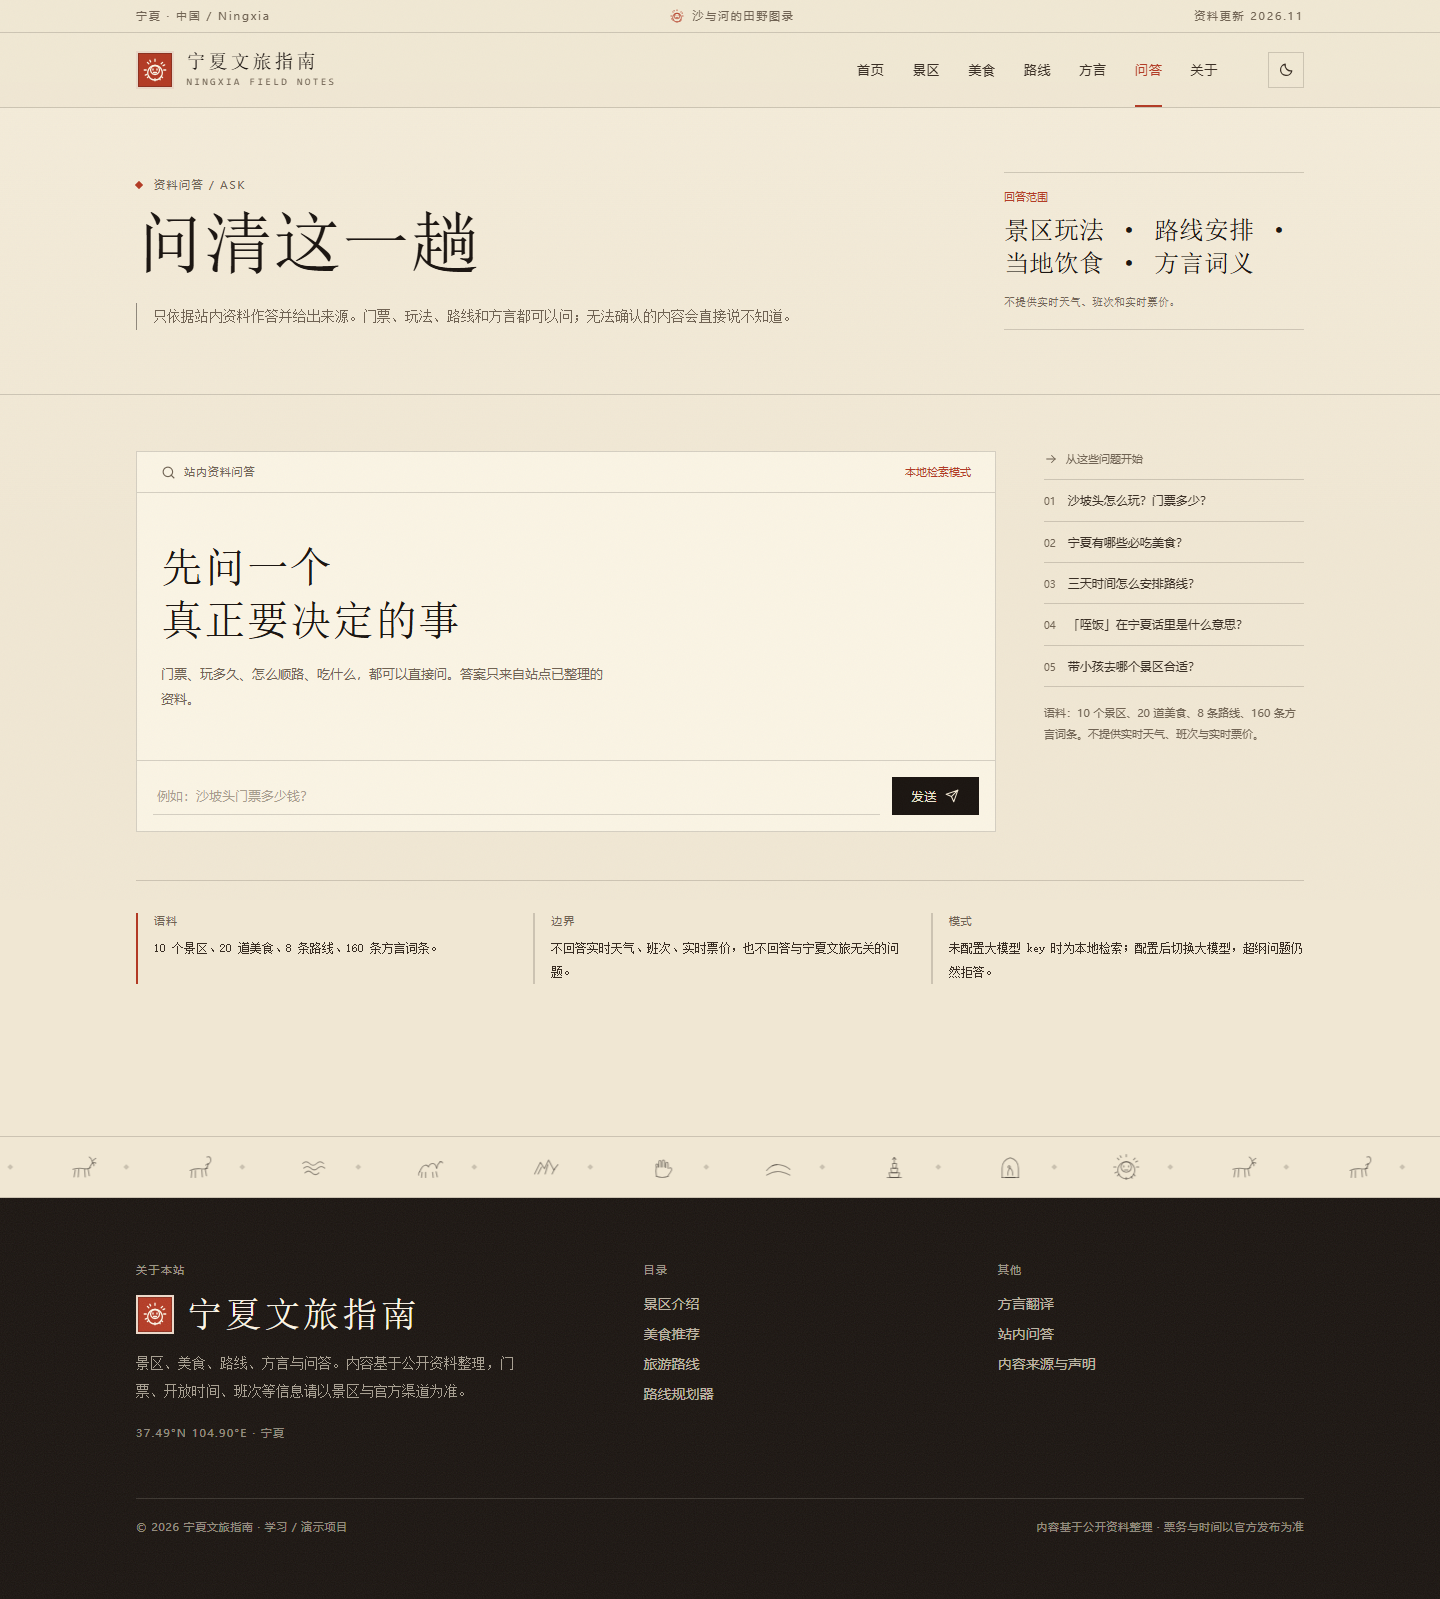 宁夏 · 中国 / Ningxia
沙与河的田野图录
资料更新 2026.11
宁夏文旅指南
NINGXIA FIELD NOTES
首页 景区 美食 路线 方言 问答 关于
资料问答 / ASK
问清这一趟
只依据站内资料作答并给出来源。门票、玩法、路线和方言都可以问；无法确认的内容会直接说不知道。
回答范围
景区玩法 • 路线安排 •
当地饮食 • 方言词义
不提供实时天气、班次和实时票价。
站内资料问答
本地检索模式
先问一个
真正要决定的事
门票、玩多久、怎么顺路、吃什么，都可以直接问。答案只来自站点已整理的
资料。
例如：沙坡头门票多少钱？
发送
从这些问题开始
01 沙坡头怎么玩？门票多少？
02 宁夏有哪些必吃美食？
03 三天时间怎么安排路线？
04 「咥饭」在宁夏话里是什么意思？
05 带小孩去哪个景区合适？
语料：10 个景区、20 道美食、8 条路线、160 条方
言词条。不提供实时天气、班次与实时票价。
语料
10 个景区、20 道美食、8 条路线、160 条方言词条。
边界
不回答实时天气、班次、实时票价，也不回答与宁夏文旅无关的问
题。
模式
未配置大模型 key 时为本地检索；配置后切换大模型，超纲问题仍
然拒答。
关于本站
宁夏文旅指南
景区、美食、路线、方言与问答。内容基于公开资料整理，门
票、开放时间、班次等信息请以景区与官方渠道为准。
37.49°N 104.90°E · 宁夏
目录
景区介绍
美食推荐
旅游路线
路线规划器
其他
方言翻译
站内问答
内容来源与声明
© 2026 宁夏文旅指南 · 学习 / 演示项目
内容基于公开资料整理 · 票务与时间以官方发布为准